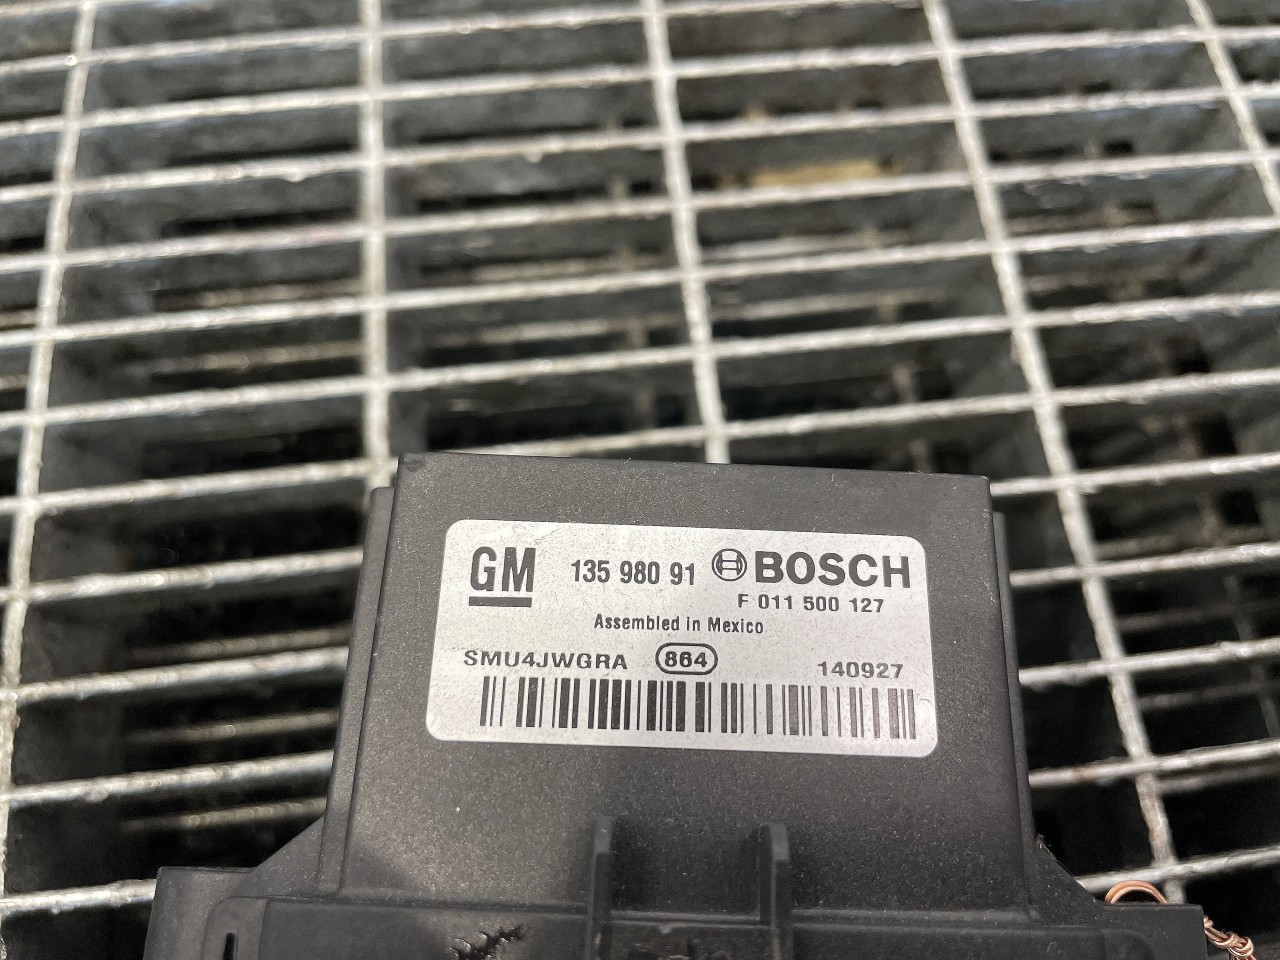 GM 135 980 91 BOSCH
F 011 500 127
Assembled in Mexico
SMU4JWGRA 864 140927